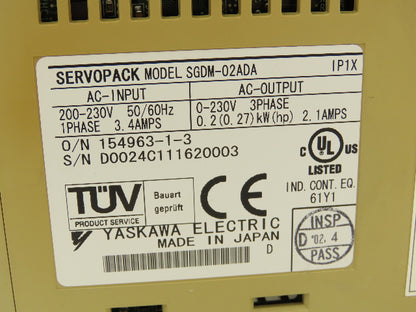 SERVOPACK MODEL SGDM-02ADA IP1X
AC-INPUT AC-OUTPUT
200-230V 50/60Hz 0-230V 3PHASE
1PHASE 3.4AMPS 0.2(0.27)kW(hp) 2.1AMPS
O/N 154963-1-3
S/N D0024C111620003
C UL US
LISTED
IND. CONT. EQ.
61Y1
TÜV
PRODUCT SERVICE
Bauart
geprüft
CE
YASKAWA ELECTRIC
MADE IN JAPAN
D
INSP
D '02.4
PASS